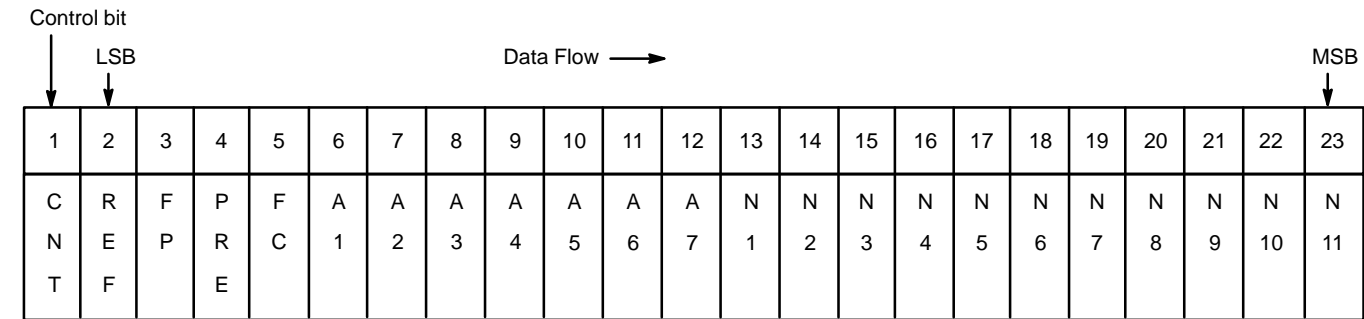 Control bit
LSB Data Flow MSB
1 2 3 4 5 6 7 8 9 10 11 12 13 14 15 16 17 18 19 20 21 22 23
C R F P F A A A A A A A N N N N N N N N N N N
N E P R C 1 2 3 4 5 6 7 1 2 3 4 5 6 7 8 9 10 11
T F E